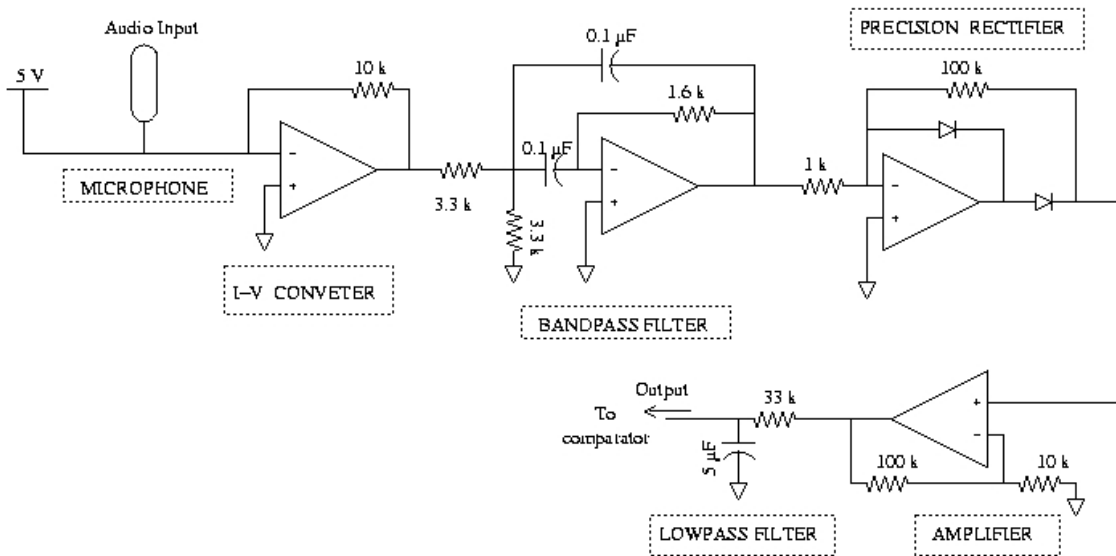 Audio Input
5 V
10 k
0.1 µF
1.6 k
PRECISION RECTIFIER
100 k
-
+
MICROPHONE
3.3 k
0.1 µF
3.3 k
-
+
1 k
-
+
I-V CONVETER
BANDPASS FILTER
Output
To
comparator
33 k
+
-
5 µF
100 k
10 k
LOWPASS FILTER
AMPLIFIER